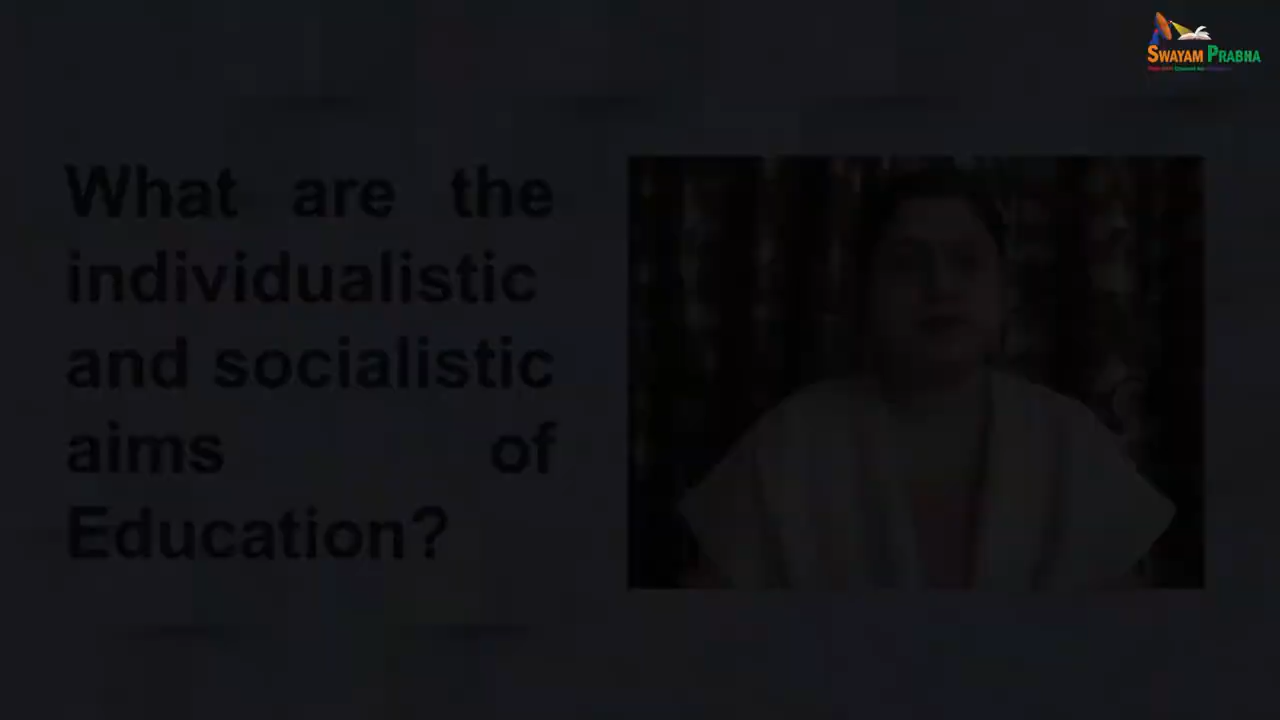 SWAYAM PRABHA
What are the
individualistic
and socialistic
aims of
Education?